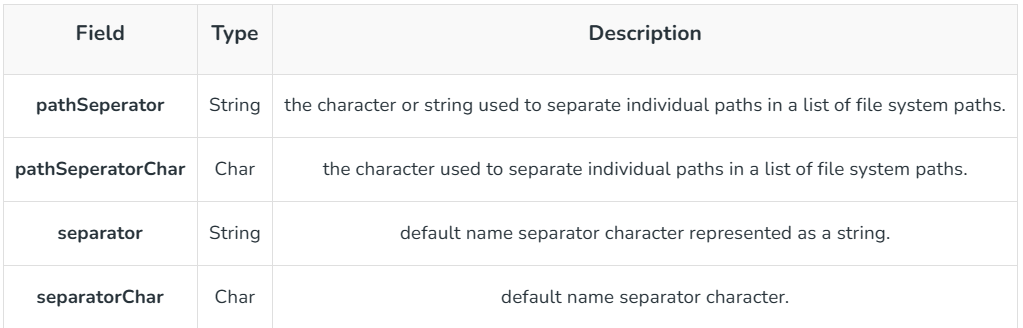 Field Type Description
pathSeperator String the character or string used to separate individual paths in a list of file system paths.
pathSeperatorChar Char the character used to separate individual paths in a list of file system paths.
separator String default name separator character represented as a string.
separatorChar Char default name separator character.